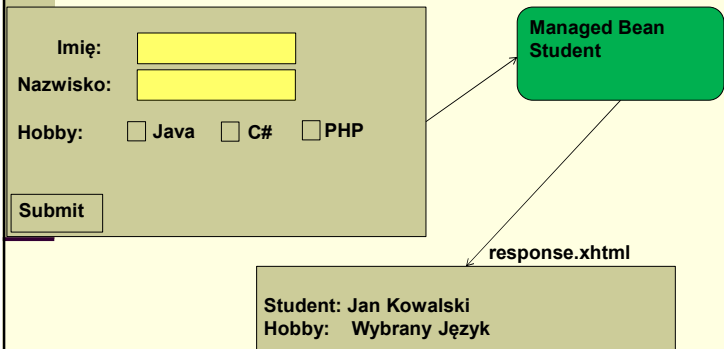 Imię:
Nazwisko:
Hobby: Java C# PHP
Submit
Managed Bean
Student
response.xhtml
Student: Jan Kowalski
Hobby: Wybrany Język